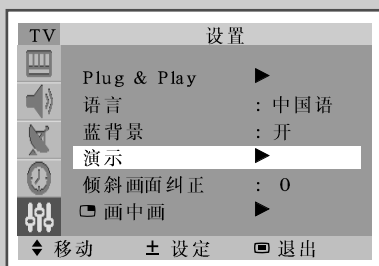 TV 设置
Plug & Play ▶
语言 : 中国语
蓝背景 : 开
演示 ▶
倾斜画面纠正 : 0
画中画 ▶
移动 ± 设定 退出